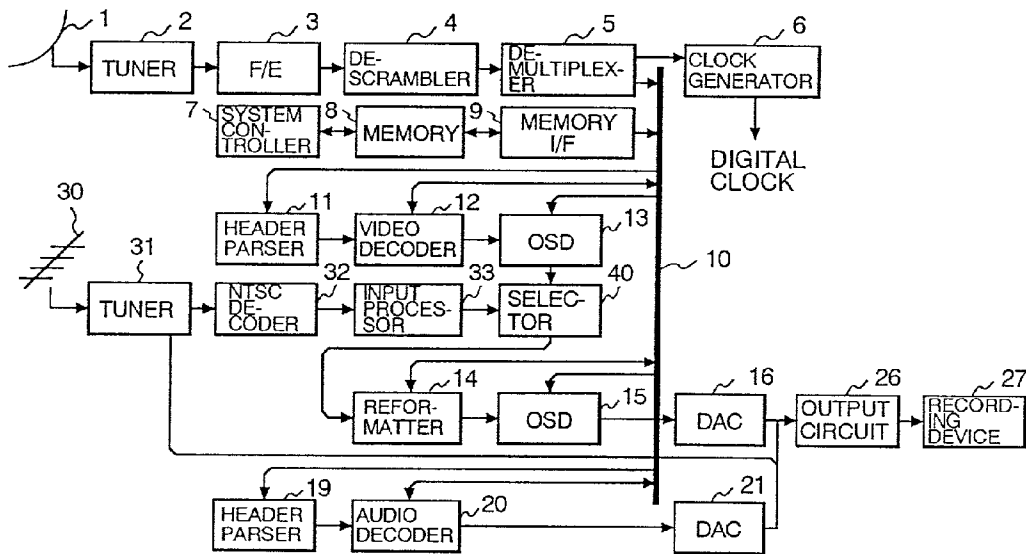 1 2 3 4 5 6
TUNER F/E DE-
SCRAMBLER DE-
MULTIPLEX-
ER CLOCK
GENERATOR
7 SYSTEM
CON-
TROLLER 8 MEMORY 9 MEMORY
I/F
DIGITAL
CLOCK
30 11 12 13
HEADER
PARSER VIDEO
DECODER OSD
10
31 32 33 40
TUNER NTSC
DE-
CODER INPUT
PROCES-
SOR SELEC-
TOR
14 15 16 26 27
REFOR-
MATTER OSD DAC OUTPUT
CIRCUIT RECORD-
ING
DEVICE
19 20 21
HEADER
PARSER AUDIO
DECODER DAC